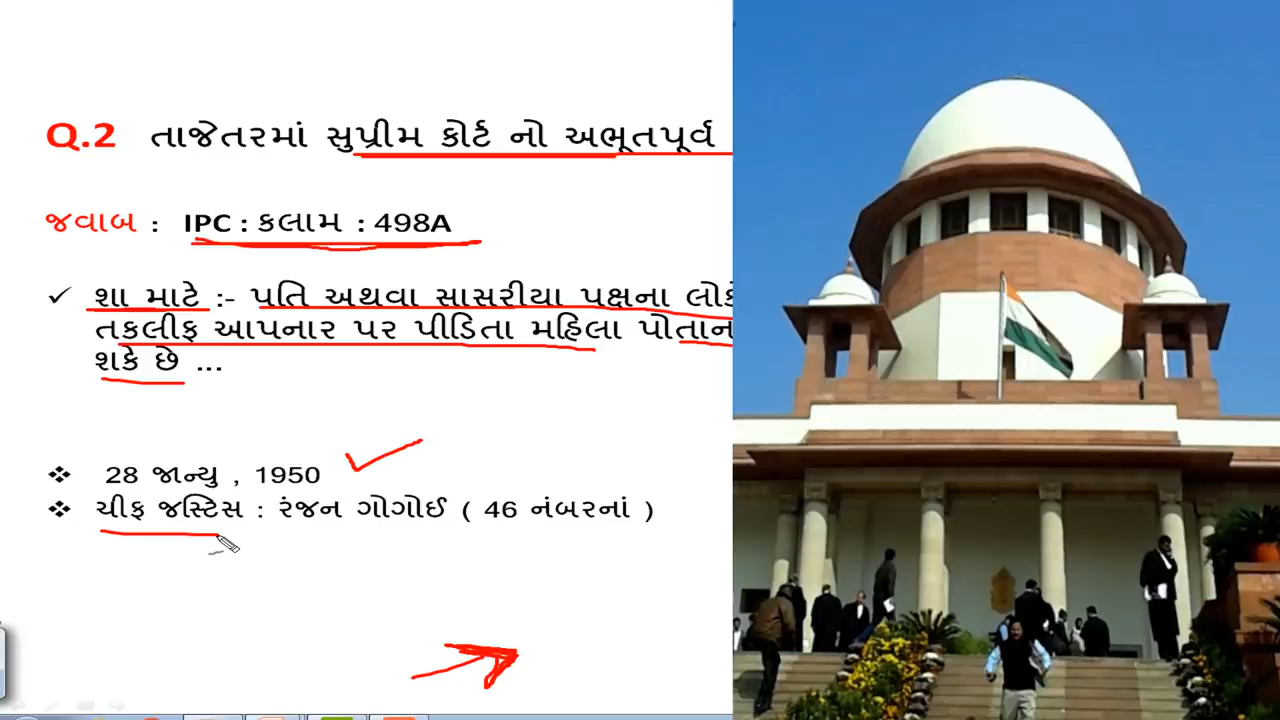 Q.2 તાજેતરમાં સુપ્રીમ કોર્ટ નો અભૂતપૂર્વ
જવાબ : IPC : કલામ : 498A
✓ શા માટે :- પતિ અથવા સાસરીયા પક્ષના
તકલીફ આપનાર પર પીડિતા મહિલા
શકે છે ...
❖ 28 જાન્યુ , 1950
❖ ચીફ જસ્ટિસ : રંજન ગોગોઈ ( 46 નંબરનાં )